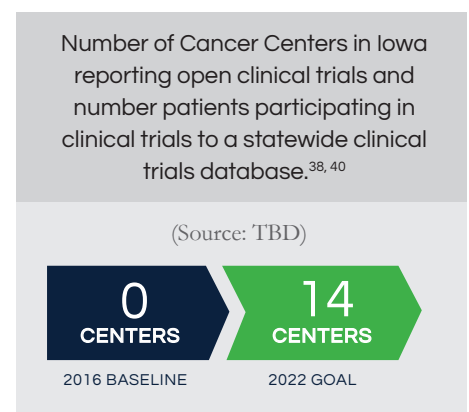 Number of Cancer Centers in Iowa
reporting open clinical trials and
number patients participating in
clinical trials to a statewide clinical
trials database.38, 40
(Source: TBD)
0
CENTERS
14
CENTERS
2016 BASELINE
2022 GOAL